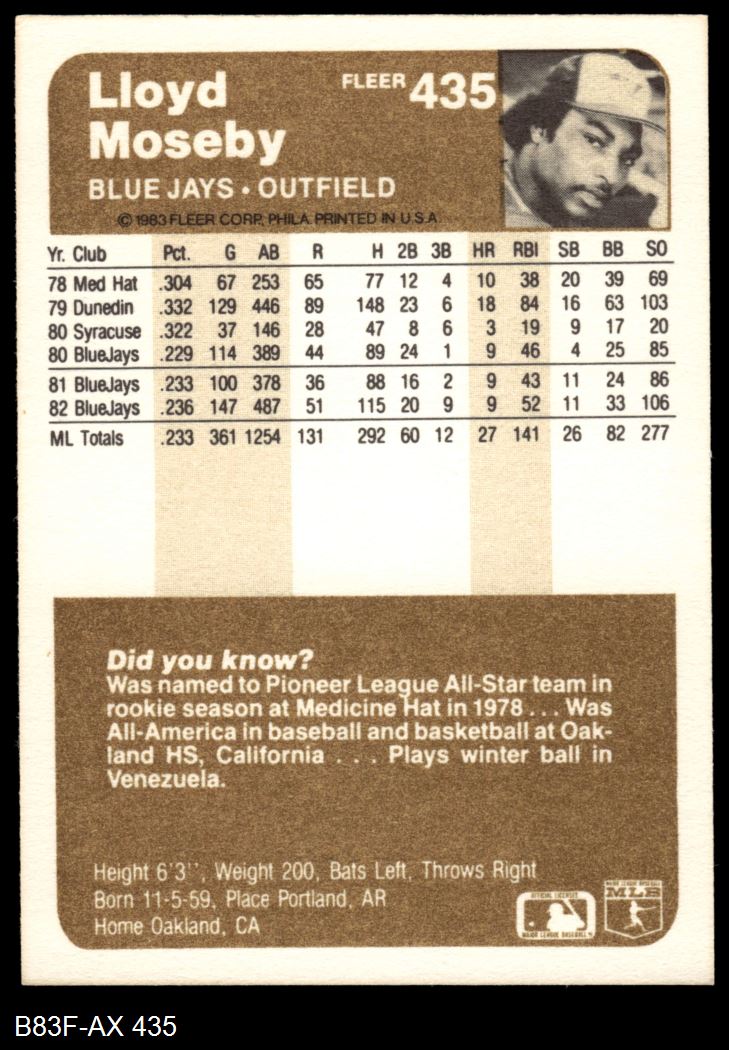 Lloyd
Moseby
FLEER 435
BLUE JAYS • OUTFIELD
© 1983 FLEER CORP. PHILA. PRINTED IN U.S.A.
Yr. Club Pct. G AB R H 2B 3B HR RBI SB BB SO
78 Med Hat .304 67 253 65 77 12 4 10 38 20 39 69
79 Dunedin .332 129 446 89 148 23 6 18 84 16 63 103
80 Syracuse .322 37 146 28 47 8 6 3 19 9 17 20
80 BlueJays .229 114 389 44 89 24 1 9 46 4 25 85
81 BlueJays .233 100 378 36 88 16 2 9 43 11 24 86
82 BlueJays .236 147 487 51 115 20 9 9 52 11 33 106
ML Totals .233 361 1254 131 292 60 12 27 141 26 82 277
Did you know?
Was named to Pioneer League All-Star team in
rookie season at Medicine Hat in 1978 . . . Was
All-America in baseball and basketball at Oak-
land HS, California . . . Plays winter ball in
Venezuela.
Height 6'3'', Weight 200, Bats Left, Throws Right
Born 11-5-59, Place Portland, AR
Home Oakland, CA
OFFICIAL LICENSEE
MAJOR LEAGUE BASEBALL
MAJOR LEAGUE BASEBALL
MLB
B83F-AX 435